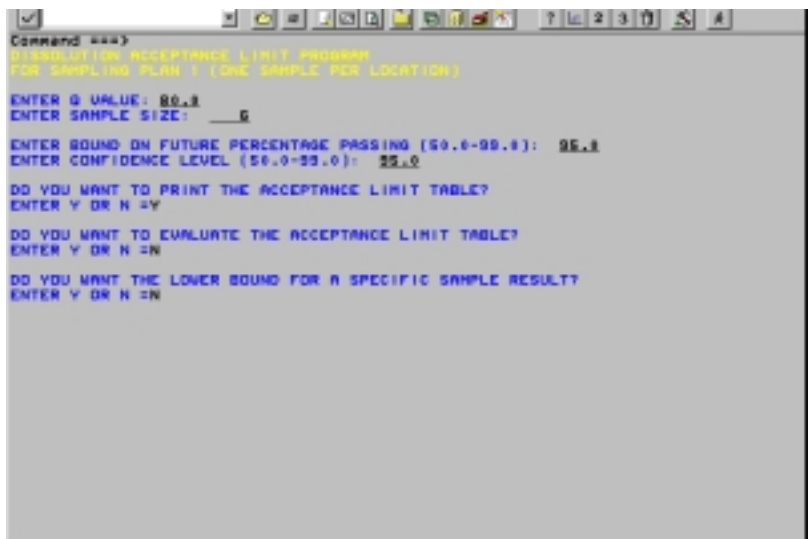 ? 2 3
Command ===>
DISSOLUTION ACCEPTANCE LIMIT PROGRAM
FOR SAMPLING PLAN 1 (ONE SAMPLE PER LOCATION)
ENTER Q VALUE: 80.0
ENTER SAMPLE SIZE: 6
ENTER BOUND ON FUTURE PERCENTAGE PASSING (50.0-99.0): 95.0
ENTER CONFIDENCE LEVEL (50.0-99.0): 95.0
DO YOU WANT TO PRINT THE ACCEPTANCE LIMIT TABLE?
ENTER Y OR N =Y
DO YOU WANT TO EVALUATE THE ACCEPTANCE LIMIT TABLE?
ENTER Y OR N =N
DO YOU WANT THE LOWER BOUND FOR A SPECIFIC SAMPLE RESULT?
ENTER Y OR N =N